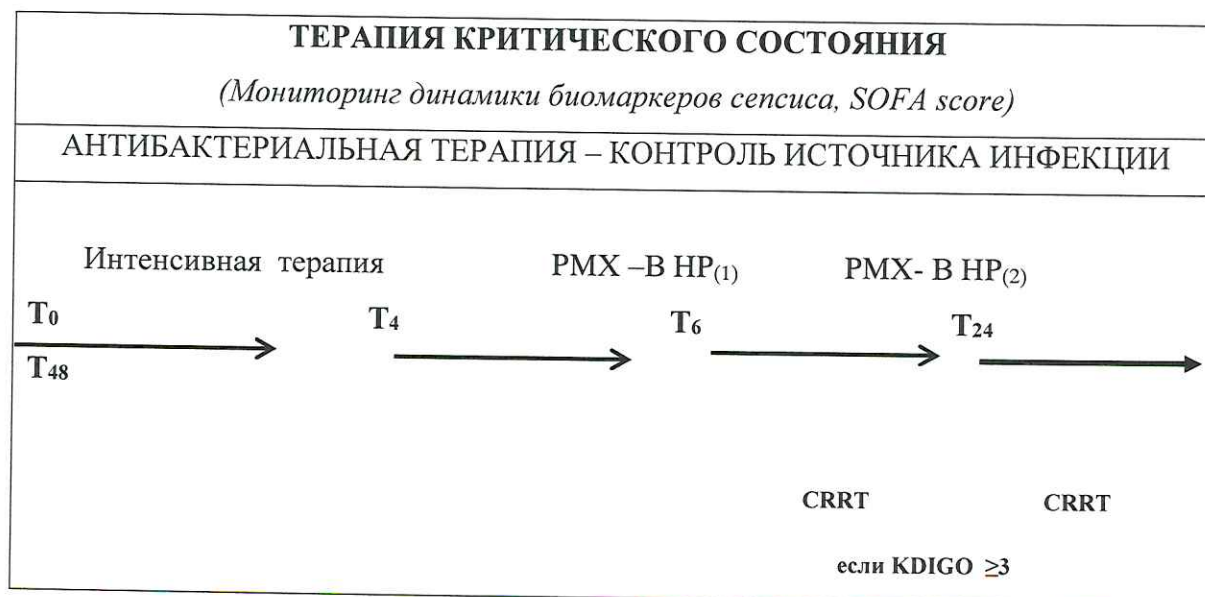 ТЕРАПИЯ КРИТИЧЕСКОГО СОСТОЯНИЯ
(Мониторинг динамики биомаркеров сепсиса, SOFA score)
АНТИБАКТЕРИАЛЬНАЯ ТЕРАПИЯ – КОНТРОЛЬ ИСТОЧНИКА ИНФЕКЦИИ
Интенсивная терапия PMX –B HP(1) PMX- B HP(2)
T0 T4 T6 T24
T48
CRRT CRRT
если KDIGO ≥3